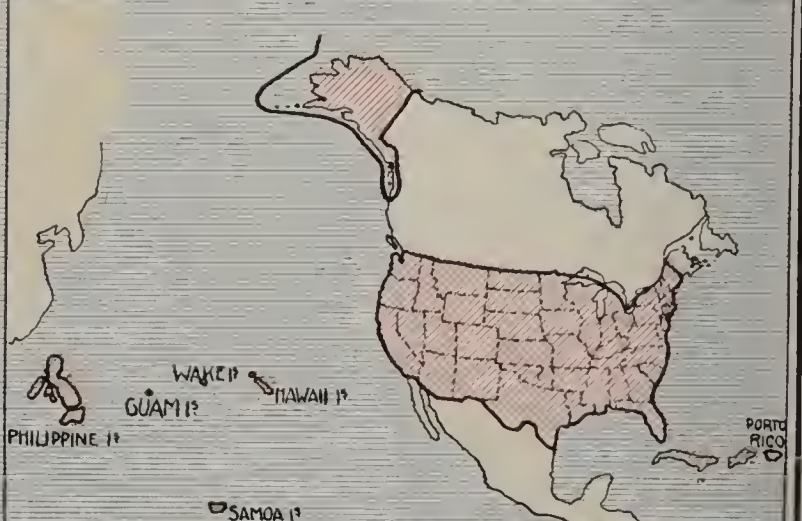 WAKE Iˢ
HAWAII Iˢ
GUAM Iˢ
PHILIPPINE Iˢ
PORTO
RICO
SAMOA Iˢ